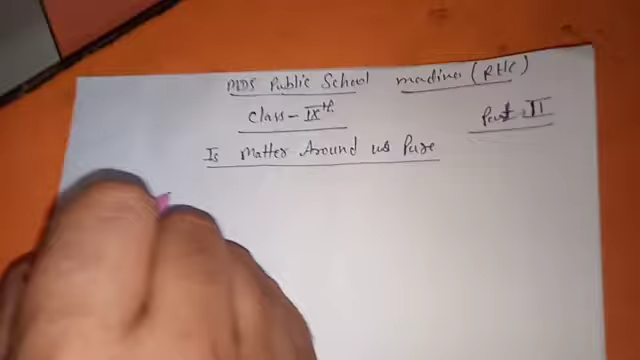 MDS Public School Madina (RHC)
Class - IXth Part II
Is Matter Around us Pure